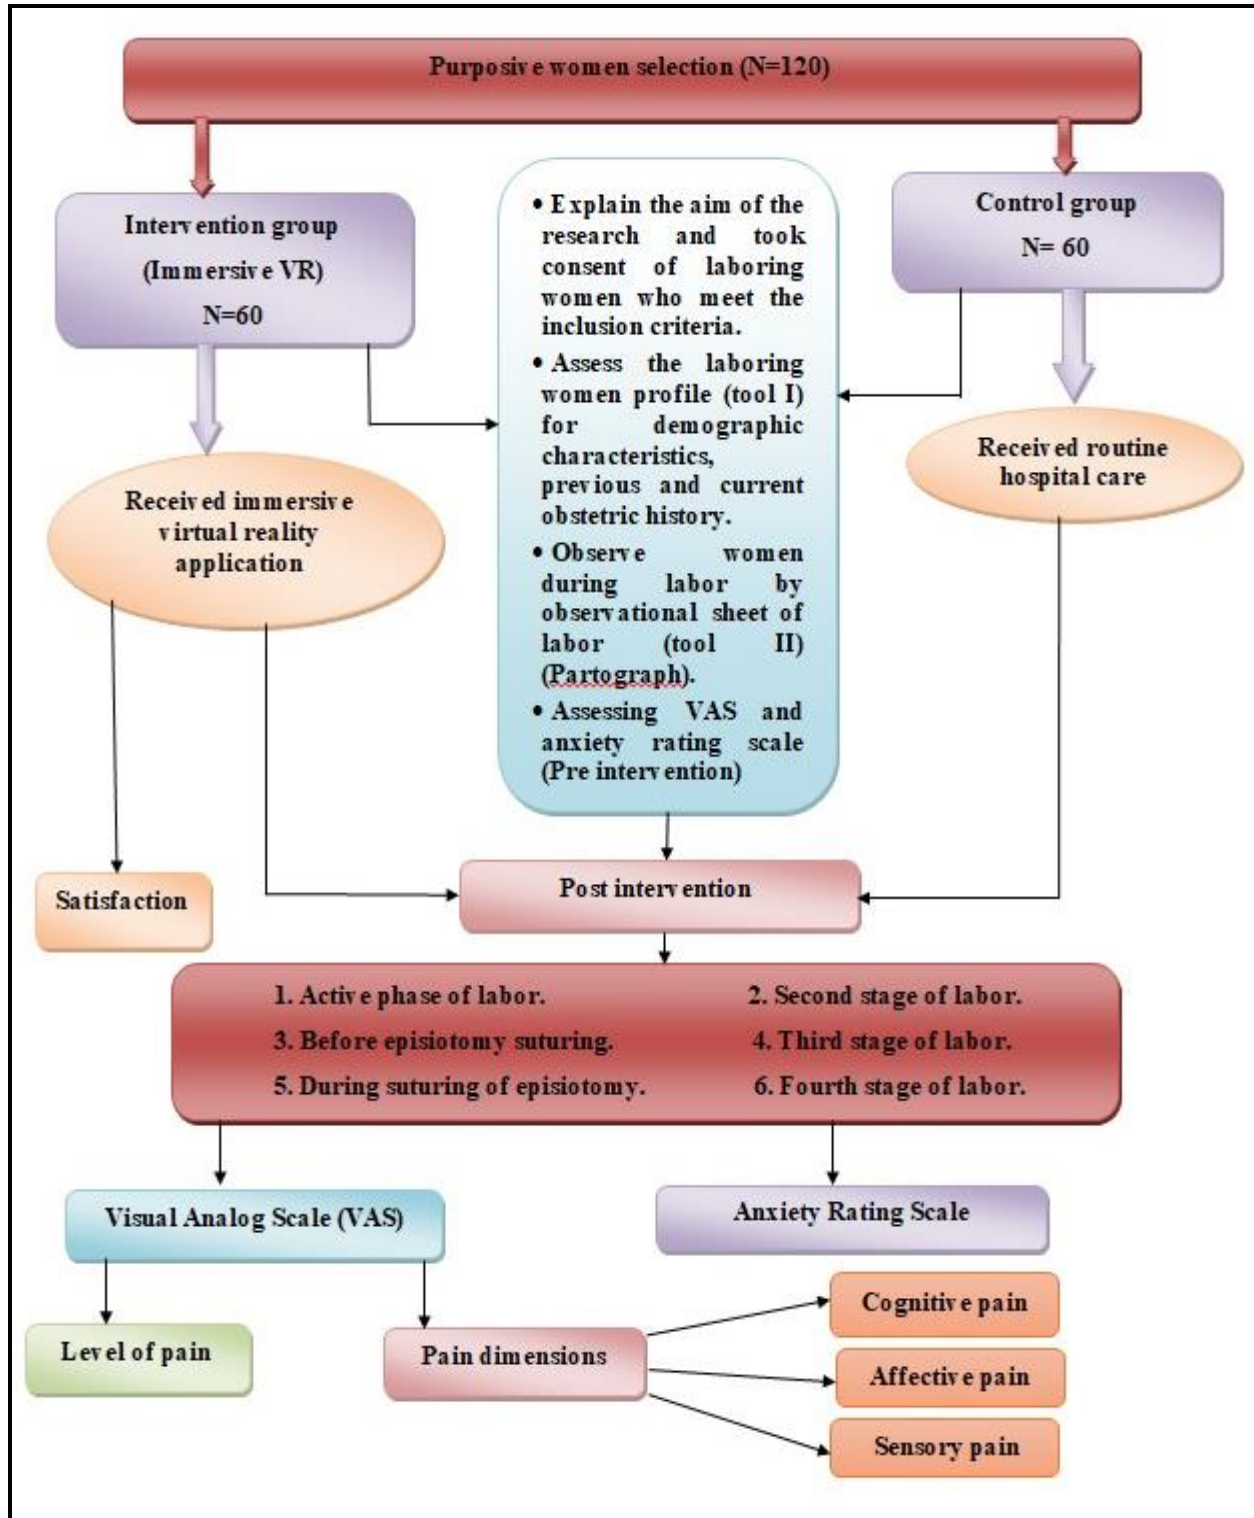 Purposive women selection (N=120)
Intervention group
(Immersive VR)
N=60
• Explain the aim of the
research and took
consent of laboring
women who meet the
inclusion criteria.
• Assess the laboring
women profile (tool I)
for demographic
characteristics,
previous and current
obstetric history.
• Observe women
during labor by
observational sheet of
labor (tool II)
(Partograph).
• Assessing VAS and
anxiety rating scale
(Pre intervention)
Control group
N= 60
Received immersive
virtual reality
application
Received routine
hospital care
Satisfaction
Post intervention
1. Active phase of labor. 2. Second stage of labor.
3. Before episiotomy suturing. 4. Third stage of labor.
5. During suturing of episiotomy. 6. Fourth stage of labor.
Visual Analog Scale (VAS)
Anxiety Rating Scale
Level of pain
Pain dimensions
Cognitive pain
Affective pain
Sensory pain